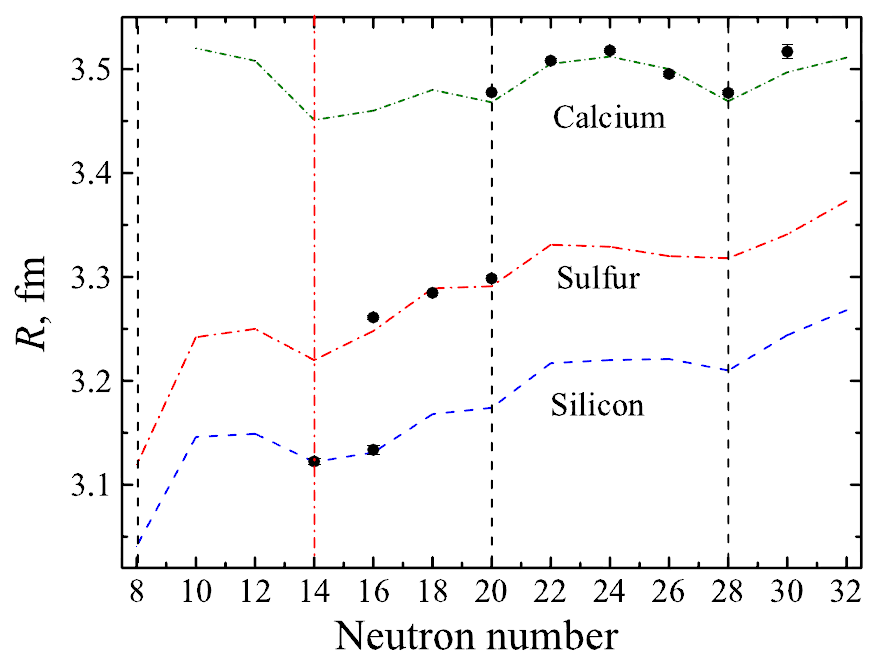 3.5
Calcium
3.4
3.3
Sulfur
R, fm
3.2
Silicon
3.1
8 10 12 14 16 18 20 22 24 26 28 30 32
Neutron number